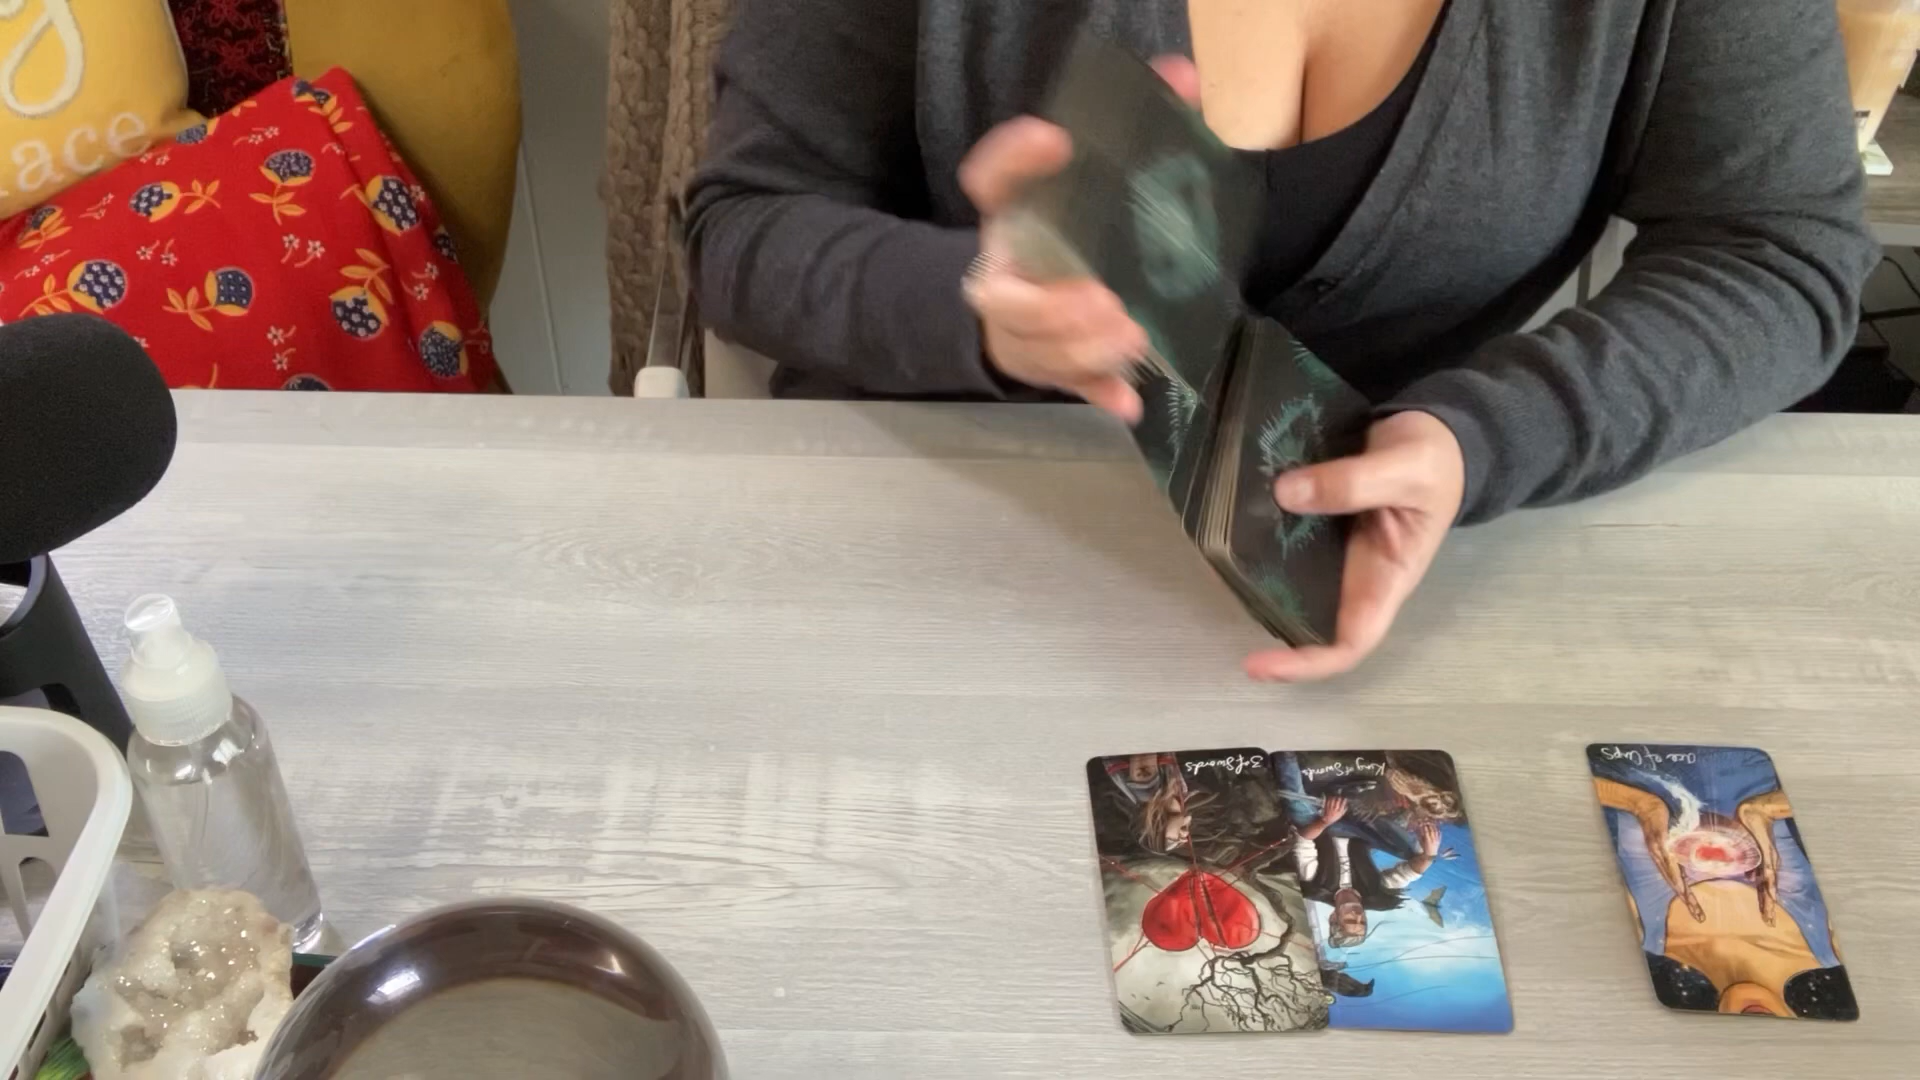 ace
3 of Swords
King of Swords
ace of Cups